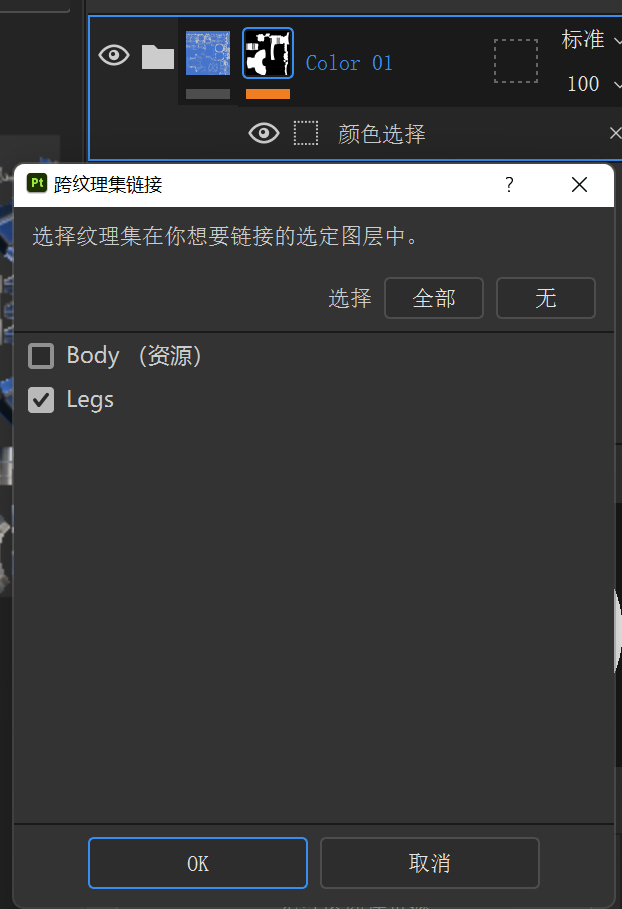 标准
Color 01
100
颜色选择
Pt 跨纹理集链接 ?
选择纹理集在你想要链接的选定图层中。
选择 全部 无
Body （资源）
Legs
OK 取消